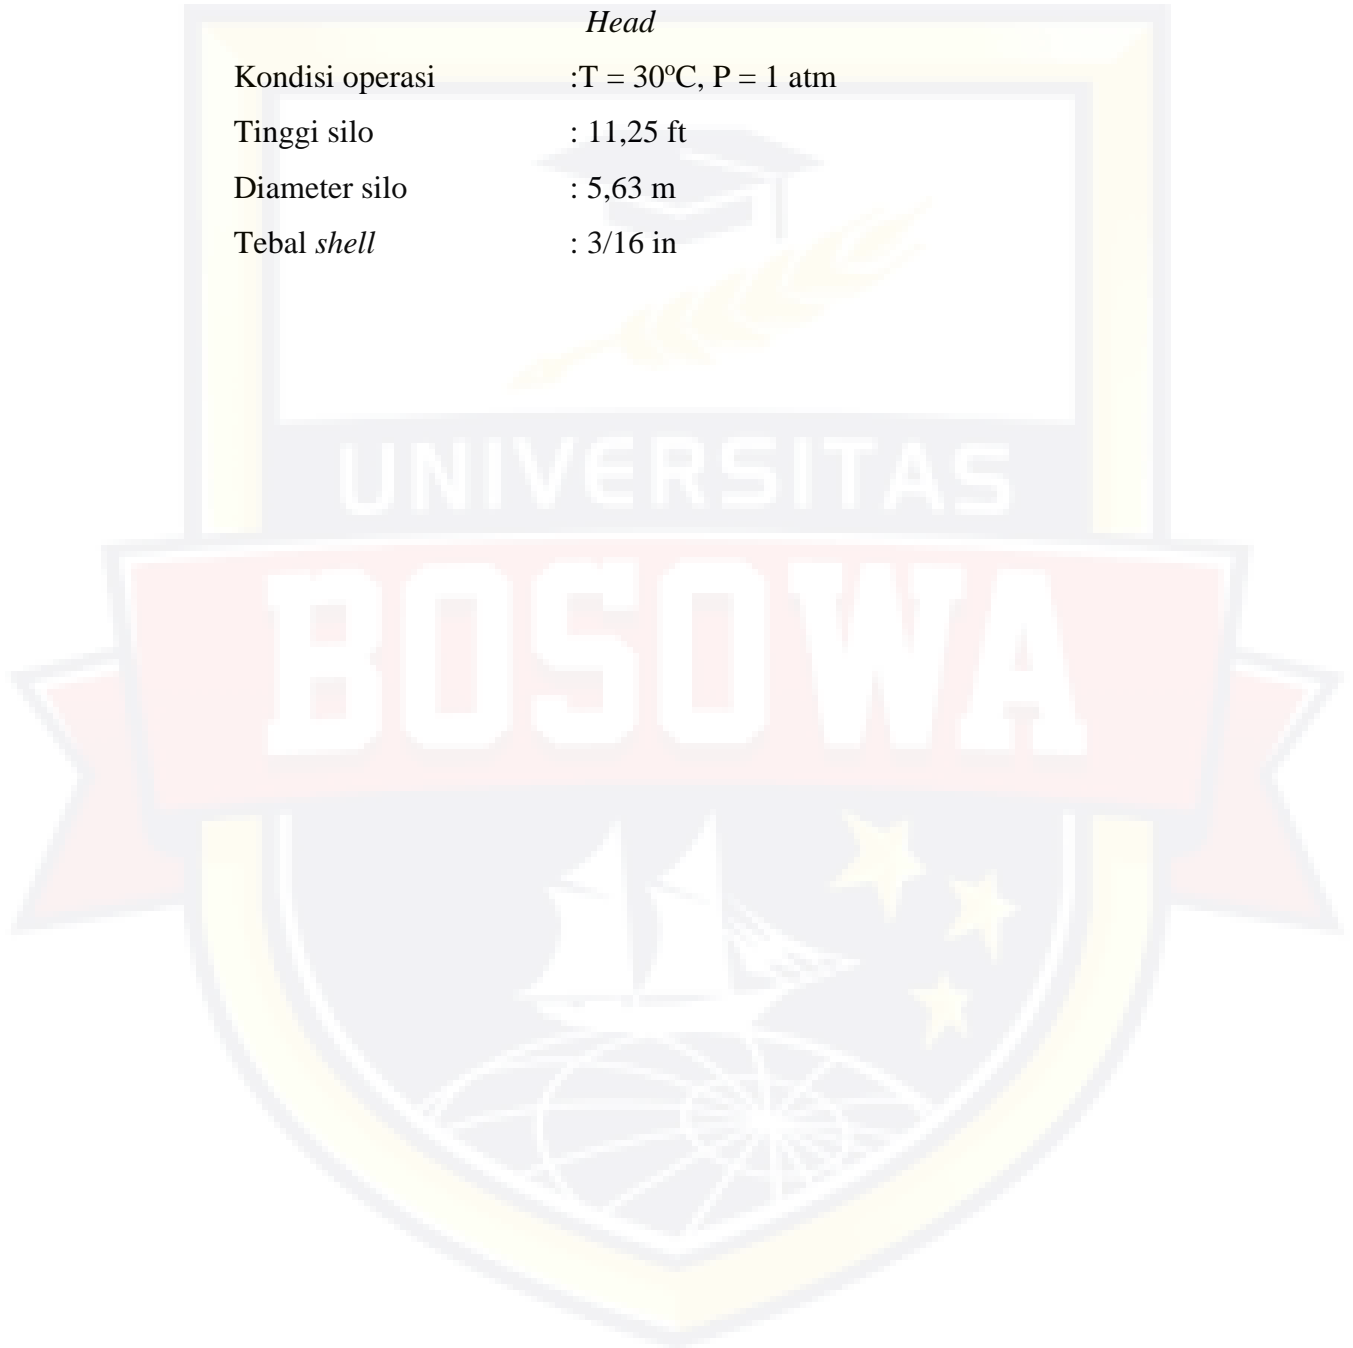 Head
Kondisi operasi :T = 30°C, P = 1 atm
Tinggi silo : 11,25 ft
Diameter silo : 5,63 m
Tebal shell : 3/16 in
UNIVERSITAS
BOSOWA